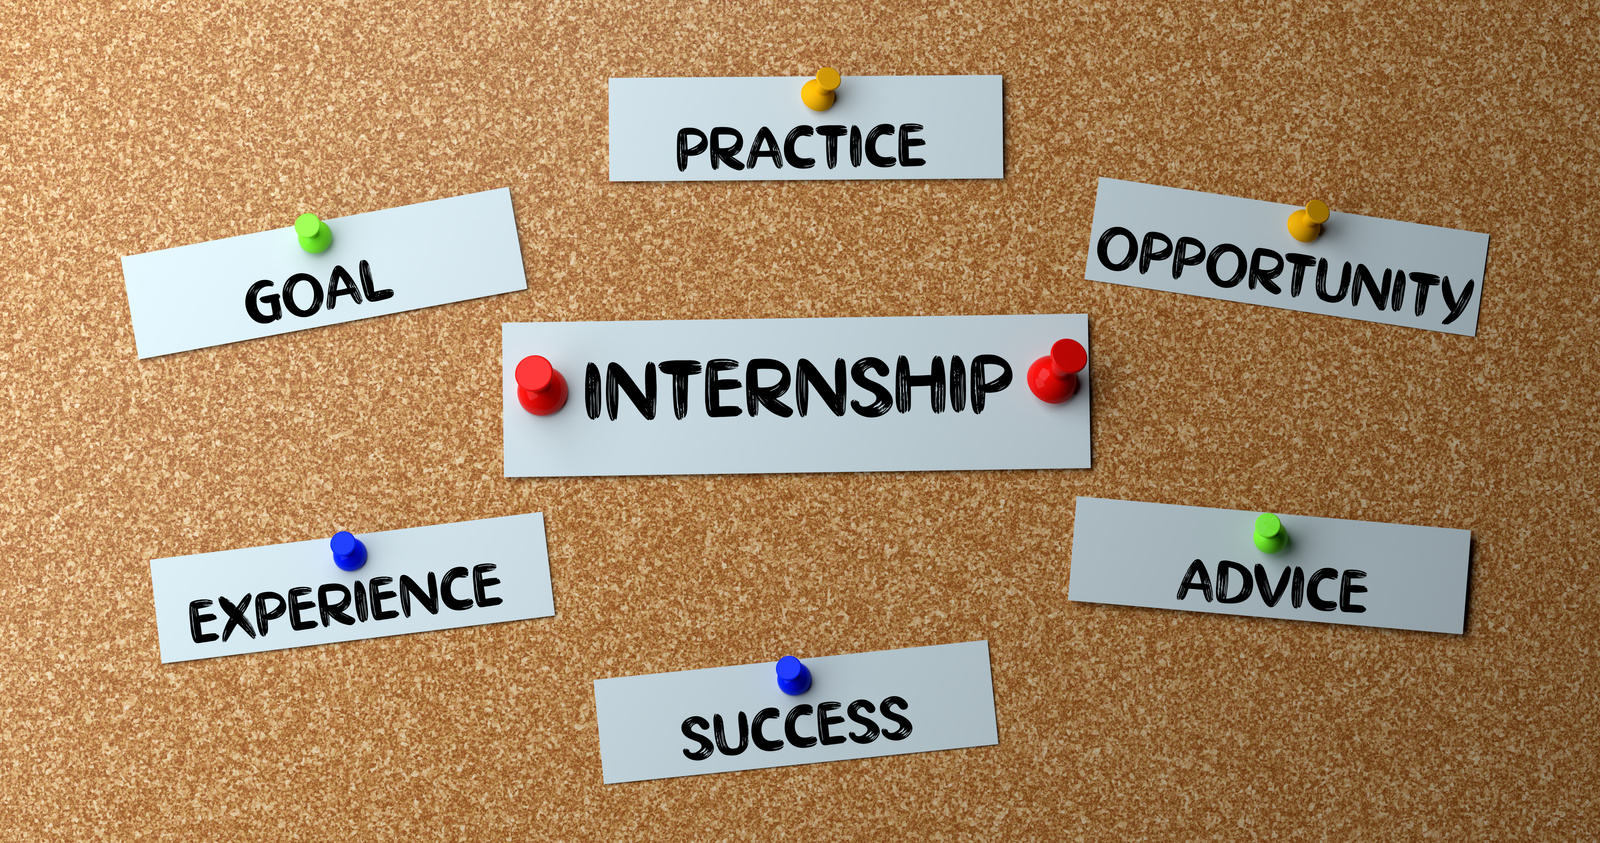 PRACTICE
GOAL
OPPORTUNITY
INTERNSHIP
EXPERIENCE
ADVICE
SUCCESS